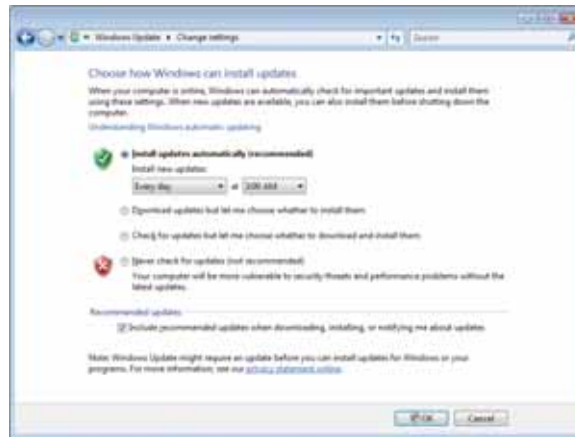 Windows Update ▸ Change settings
Search
Choose how Windows can install updates
When your computer is online, Windows can automatically check for important updates and install them
using these settings. When new updates are available, you can also install them before shutting down the
computer.
Understanding Windows automatic updating
Install updates automatically (recommended)
Install new updates:
Every day at 3:00 AM
Download updates but let me choose whether to install them
Check for updates but let me choose whether to download and install them
Never check for updates (not recommended)
Your computer will be more vulnerable to security threats and performance problems without the
latest updates.
Recommended updates
Include recommended updates when downloading, installing, or notifying me about updates
Note: Windows Update might require an update before you can install updates for Windows or your
programs. For more information, see our privacy statement online.
OK Cancel